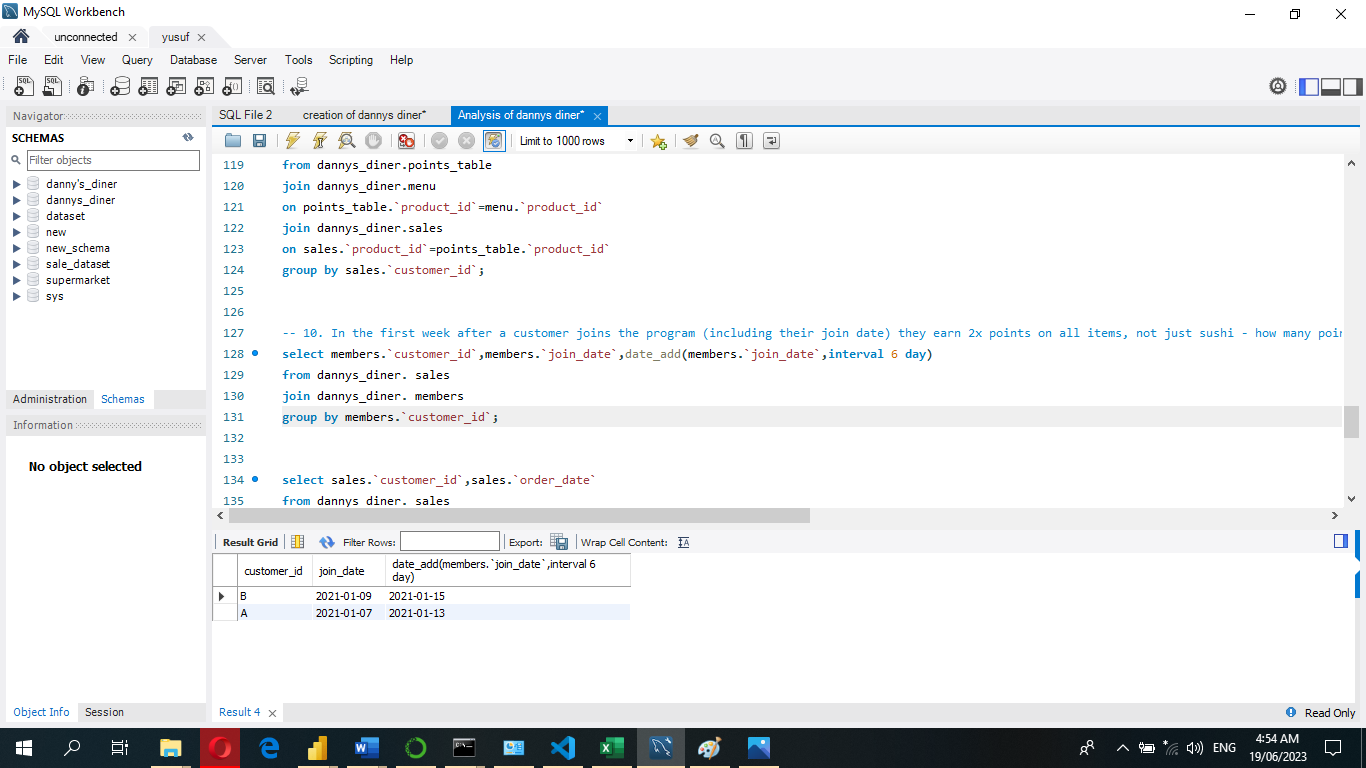 MySQL Workbench
unconnected
yusuf
File Edit View Query Database Server Tools Scripting Help
Navigator
SCHEMAS
Filter objects
danny's_diner
dannys_diner
dataset
new
new_schema
sale_dataset
supermarket
sys
Administration Schemas
Information
No object selected
Object Info Session
SQL File 2 creation of dannys diner* Analysis of dannys diner*
Limit to 1000 rows
119 from dannys_diner.points_table
120 join dannys_diner.menu
121 on points_table.`product_id`=menu.`product_id`
122 join dannys_diner.sales
123 on sales.`product_id`=points_table.`product_id`
124 group by sales.`customer_id`;
125
126
127 -- 10. In the first week after a customer joins the program (including their join date) they earn 2x points on all items, not just sushi - how many poi
128 select members.`customer_id`,members.`join_date`,date_add(members.`join_date`,interval 6 day)
129 from dannys_diner. sales
130 join dannys_diner. members
131 group by members.`customer_id`;
132
133
134 select sales.`customer_id`,sales.`order_date`
135 from dannys_diner. sales
Result Grid Filter Rows: Export: Wrap Cell Content:
customer_id join_date date_add(members.`join_date`,interval 6
day)
B 2021-01-09 2021-01-15
A 2021-01-07 2021-01-13
Result 4
Read Only
ENG
4:54 AM
19/06/2023